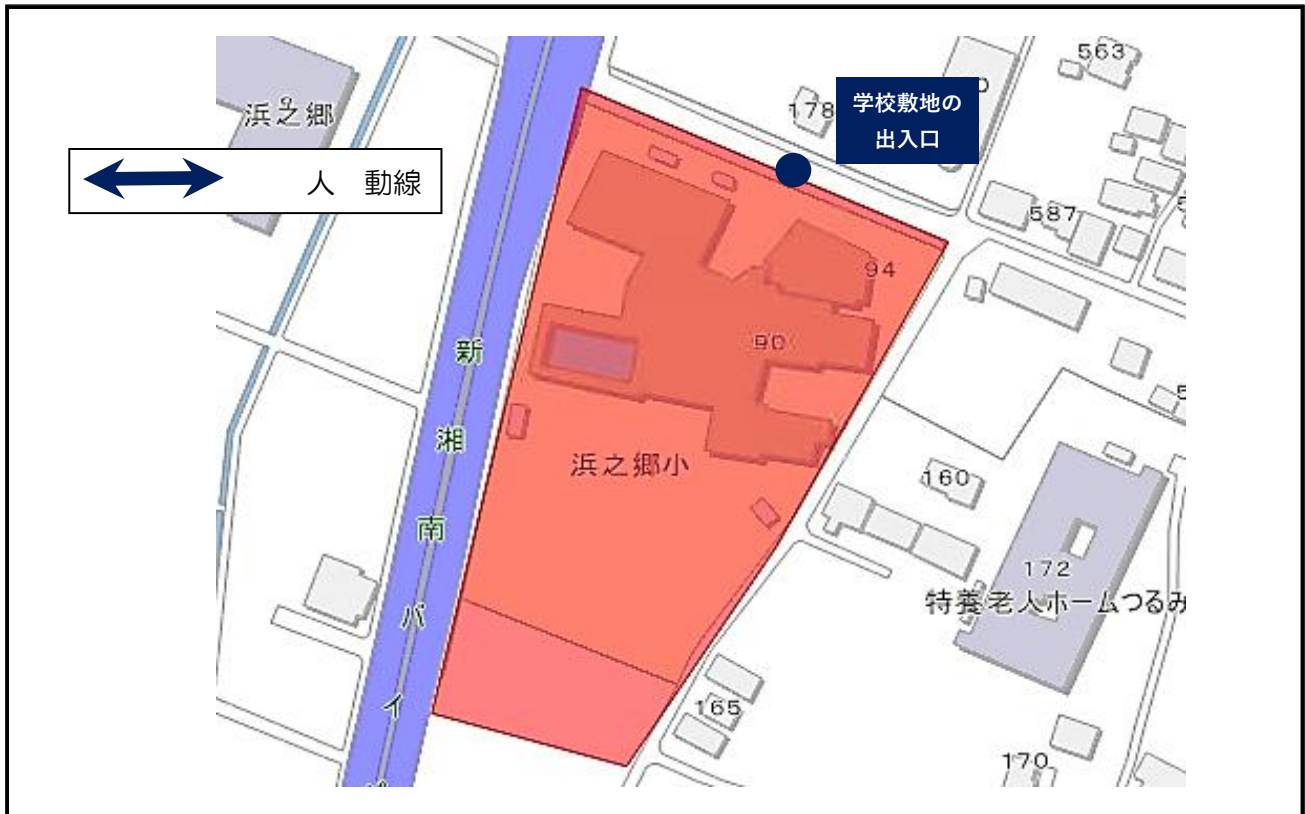 563
浜之郷
178
学校敷地の
出入口
人 動線
587
94
90
新湘南バイパ
浜之郷小
160
172
特養老人ホームつるみ
165
170